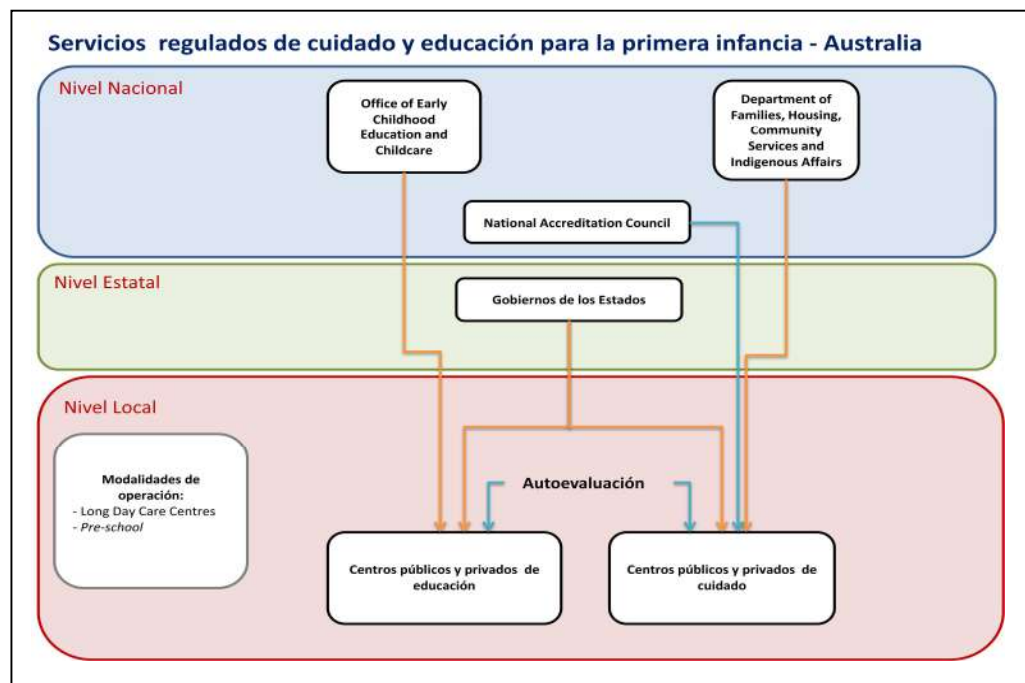 Servicios regulados de cuidado y educación para la primera infancia - Australia
Nivel Nacional
Office of Early
Childhood
Education and
Childcare
Department of
Families, Housing,
Community
Services and
Indigenous Affairs
National Accreditation Council
Nivel Estatal
Gobiernos de los Estados
Nivel Local
Modalidades de
operación:
- Long Day Care Centres
- Pre-school
Autoevaluación
Centros públicos y privados de
educación
Centros públicos y privados de
cuidado